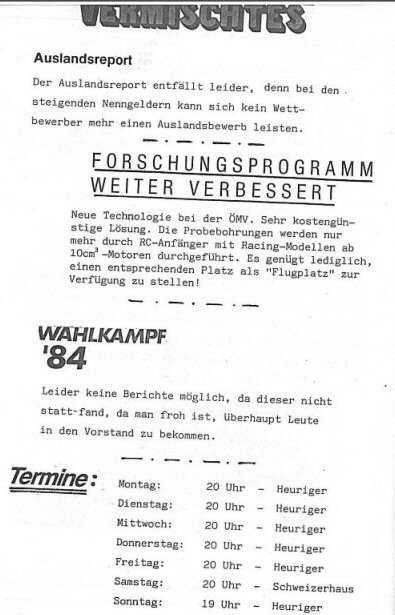 VERMISCHTES
Auslandsreport
Der Auslandsreport entfällt leider, denn bei den
steigenden Nenngeldern kann sich kein Wett-
bewerber mehr einen Auslandsbewerb leisten.
FORSCHUNGSPROGRAMM
WEITER VERBESSERT
Neue Technologie bei der ÖMV. Sehr kostengün-
stige Lösung. Die Probebohrungen werden nur
mehr durch RC-Anfänger mit Racing-Modellen ab
10cm³-Motoren durchgeführt. Es genügt lediglich,
einen entsprechenden Platz als "Flugplatz" zur
Verfügung zu stellen!
WAHLKAMPF
'84
Leider keine Berichte möglich, da dieser nicht
statt-fand, da man froh ist, überhaupt Leute
in den Vorstand zu bekommen.
Termine:
Montag: 20 Uhr - Heuriger
Dienstag: 20 Uhr - Heuriger
Mittwoch: 20 Uhr - Heuriger
Donnerstag: 20 Uhr - Heuriger
Freitag: 20 Uhr - Heuriger
Samstag: 20 Uhr - Schweizerhaus
Sonntag: 19 Uhr - Heuriger